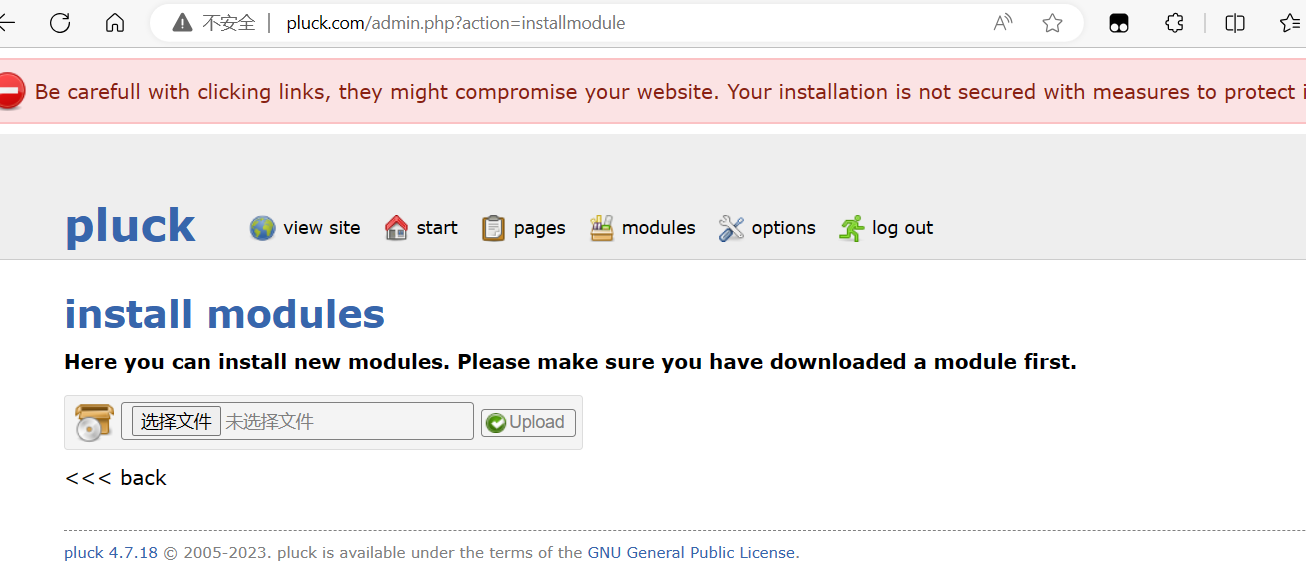 不安全 | pluck.com/admin.php?action=installmodule
Be carefull with clicking links, they might compromise your website. Your installation is not secured with measures to protect i
pluck view site start pages modules options log out
install modules
Here you can install new modules. Please make sure you have downloaded a module first.
选择文件 未选择文件 Upload
<<< back
pluck 4.7.18 © 2005-2023. pluck is available under the terms of the GNU General Public License.